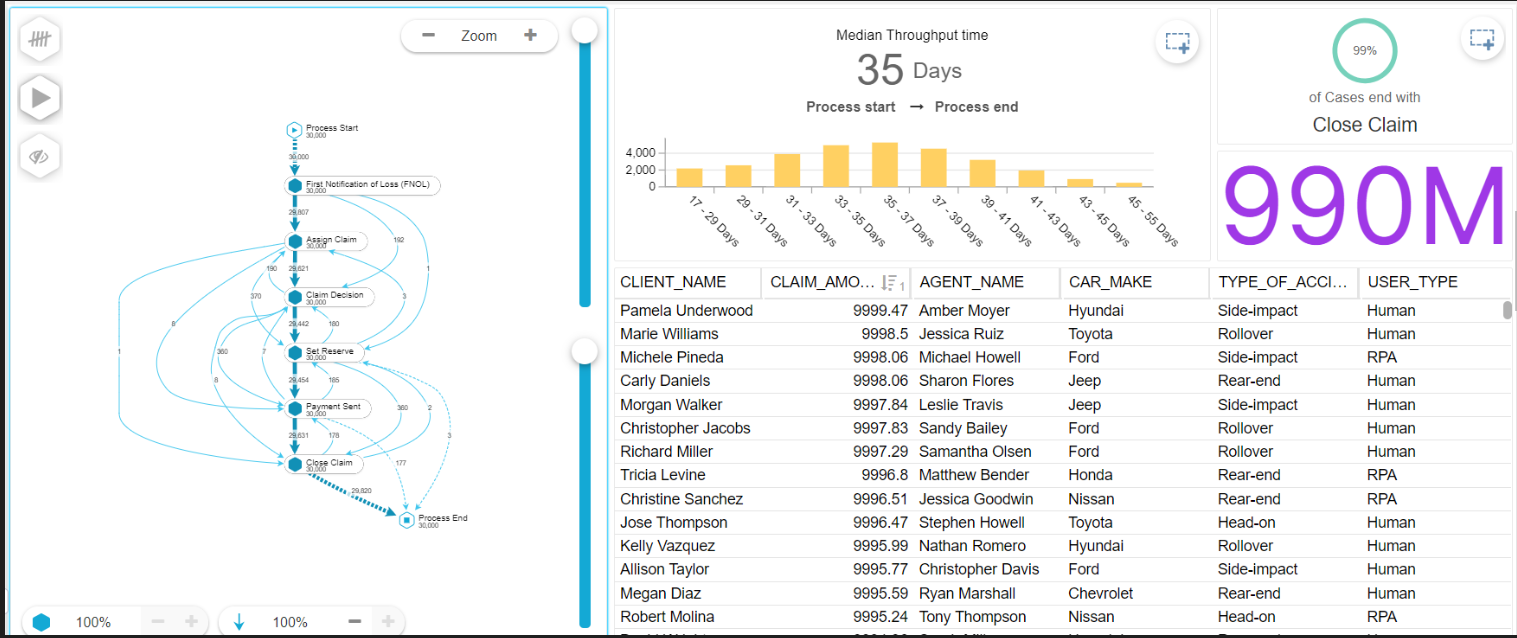 Zoom
Process Start
30,000
30,000
First Notification of Loss (FNOL)
30,000
29,807
Assign Claim
30,000
192
190
29,621
1
Claim Decision
30,000
370
3
8
29,442
180
1
360
7
Set Reserve
30,000
8
29,454
185
Payment Sent
30,000
380
2
29,631
178
3
Close Claim
30,000
177
29,820
Process End
30,000
100%
100%
Median Throughput time
35 Days
Process start → Process end
4,000
2,000
0
17 - 29 Days
29 - 31 Days
31 - 33 Days
33 - 35 Days
35 - 37 Days
37 - 39 Days
39 - 41 Days
41 - 43 Days
43 - 45 Days
45 - 55 Days
99%
of Cases end with
Close Claim
990M
CLIENT_NAME CLAIM_AMO... 1 AGENT_NAME CAR_MAKE TYPE_OF_ACCI... USER_TYPE
Pamela Underwood 9999.47 Amber Moyer Hyundai Side-impact Human
Marie Williams 9998.5 Jessica Ruiz Toyota Rollover Human
Michele Pineda 9998.06 Michael Howell Ford Side-impact RPA
Carly Daniels 9998.06 Sharon Flores Jeep Rear-end Human
Morgan Walker 9997.84 Leslie Travis Jeep Side-impact Human
Christopher Jacobs 9997.83 Sandy Bailey Ford Rollover Human
Richard Miller 9997.29 Samantha Olsen Ford Rollover Human
Tricia Levine 9996.8 Matthew Bender Honda Rear-end RPA
Christine Sanchez 9996.51 Jessica Goodwin Nissan Rear-end RPA
Jose Thompson 9996.47 Stephen Howell Toyota Head-on Human
Kelly Vazquez 9995.99 Nathan Romero Hyundai Rollover Human
Allison Taylor 9995.77 Christopher Davis Ford Side-impact Human
Megan Diaz 9995.59 Ryan Marshall Chevrolet Rear-end Human
Robert Molina 9995.24 Tony Thompson Nissan Head-on RPA